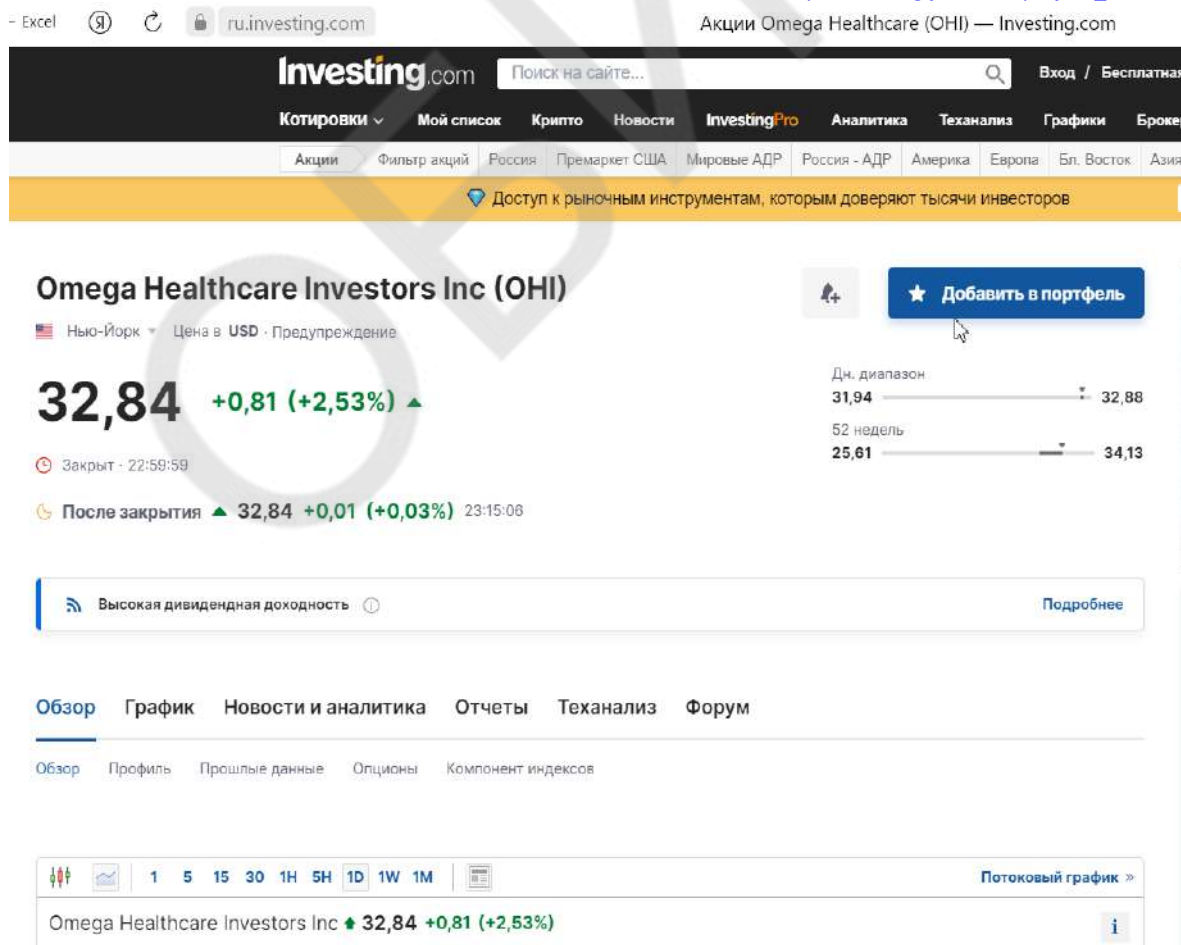 – Excel Я ru.investing.com Акции Omega Healthcare (OHI) — Investing.com
Investing.com Поиск на сайте... Вход / Бесплатная
Котировки Мой список Крипто Новости InvestingPro Аналитика Теханализ Графики Броке
Акции Фильтр акций Россия Премаркет США Мировые АДР Россия - АДР Америка Европа Бл. Восток Азия
Доступ к рыночным инструментам, которым доверяют тысячи инвесторов
Omega Healthcare Investors Inc (OHI)
Добавить в портфель
Нью-Йорк Цена в USD · Предупреждение
32,84 +0,81 (+2,53%)
Дн. диапазон
31,94 32,88
52 недель
25,61 34,13
Закрыт · 22:59:59
После закрытия 32,84 +0,01 (+0,03%) 23:15:06
Высокая дивидендная доходность Подробнее
Обзор График Новости и аналитика Отчеты Теханализ Форум
Обзор Профиль Прошлые данные Опционы Компонент индексов
1 5 15 30 1H 5H 1D 1W 1M Потоковый график »
Omega Healthcare Investors Inc 32,84 +0,81 (+2,53%) i